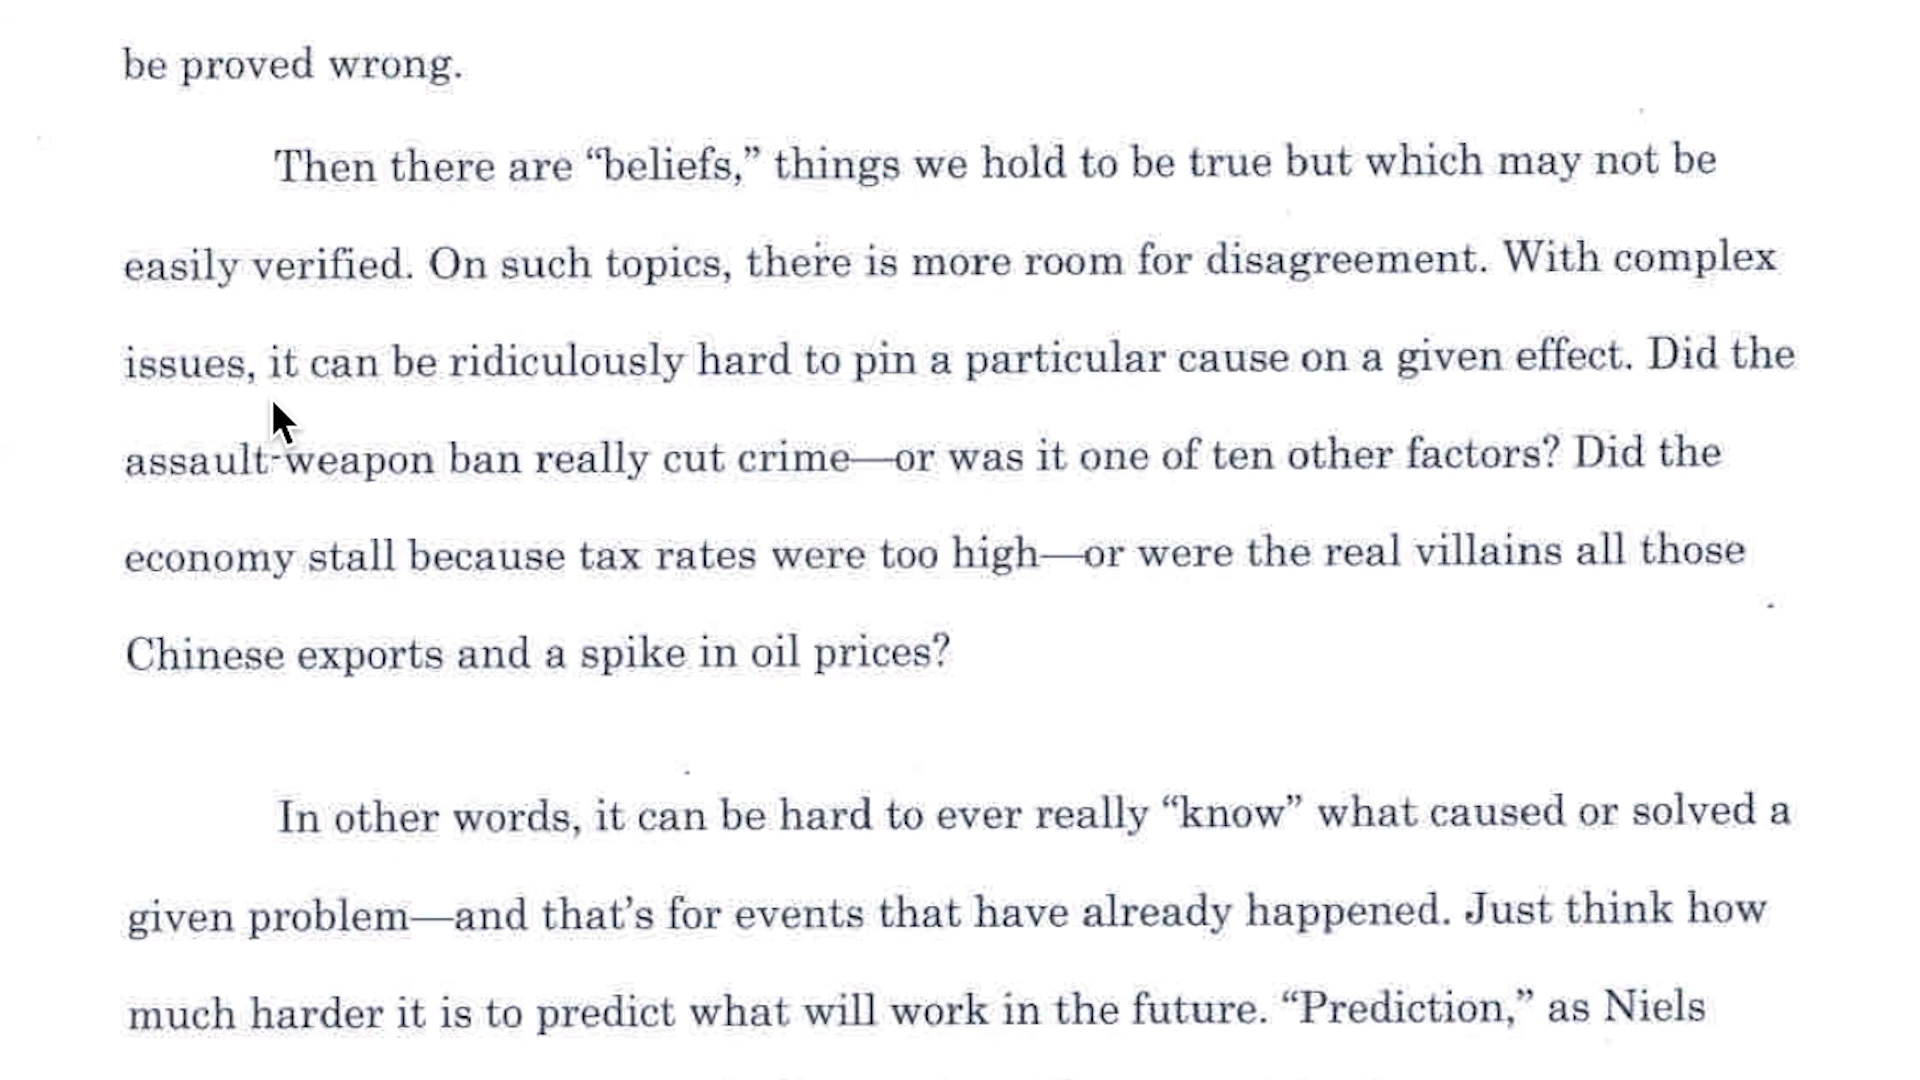 be proved wrong.
Then there are “beliefs,” things we hold to be true but which may not be
easily verified. On such topics, there is more room for disagreement. With complex
issues, it can be ridiculously hard to pin a particular cause on a given effect. Did the
assault-weapon ban really cut crime—or was it one of ten other factors? Did the
economy stall because tax rates were too high—or were the real villains all those
Chinese exports and a spike in oil prices?
In other words, it can be hard to ever really “know” what caused or solved a
given problem—and that’s for events that have already happened. Just think how
much harder it is to predict what will work in the future. “Prediction,” as Niels